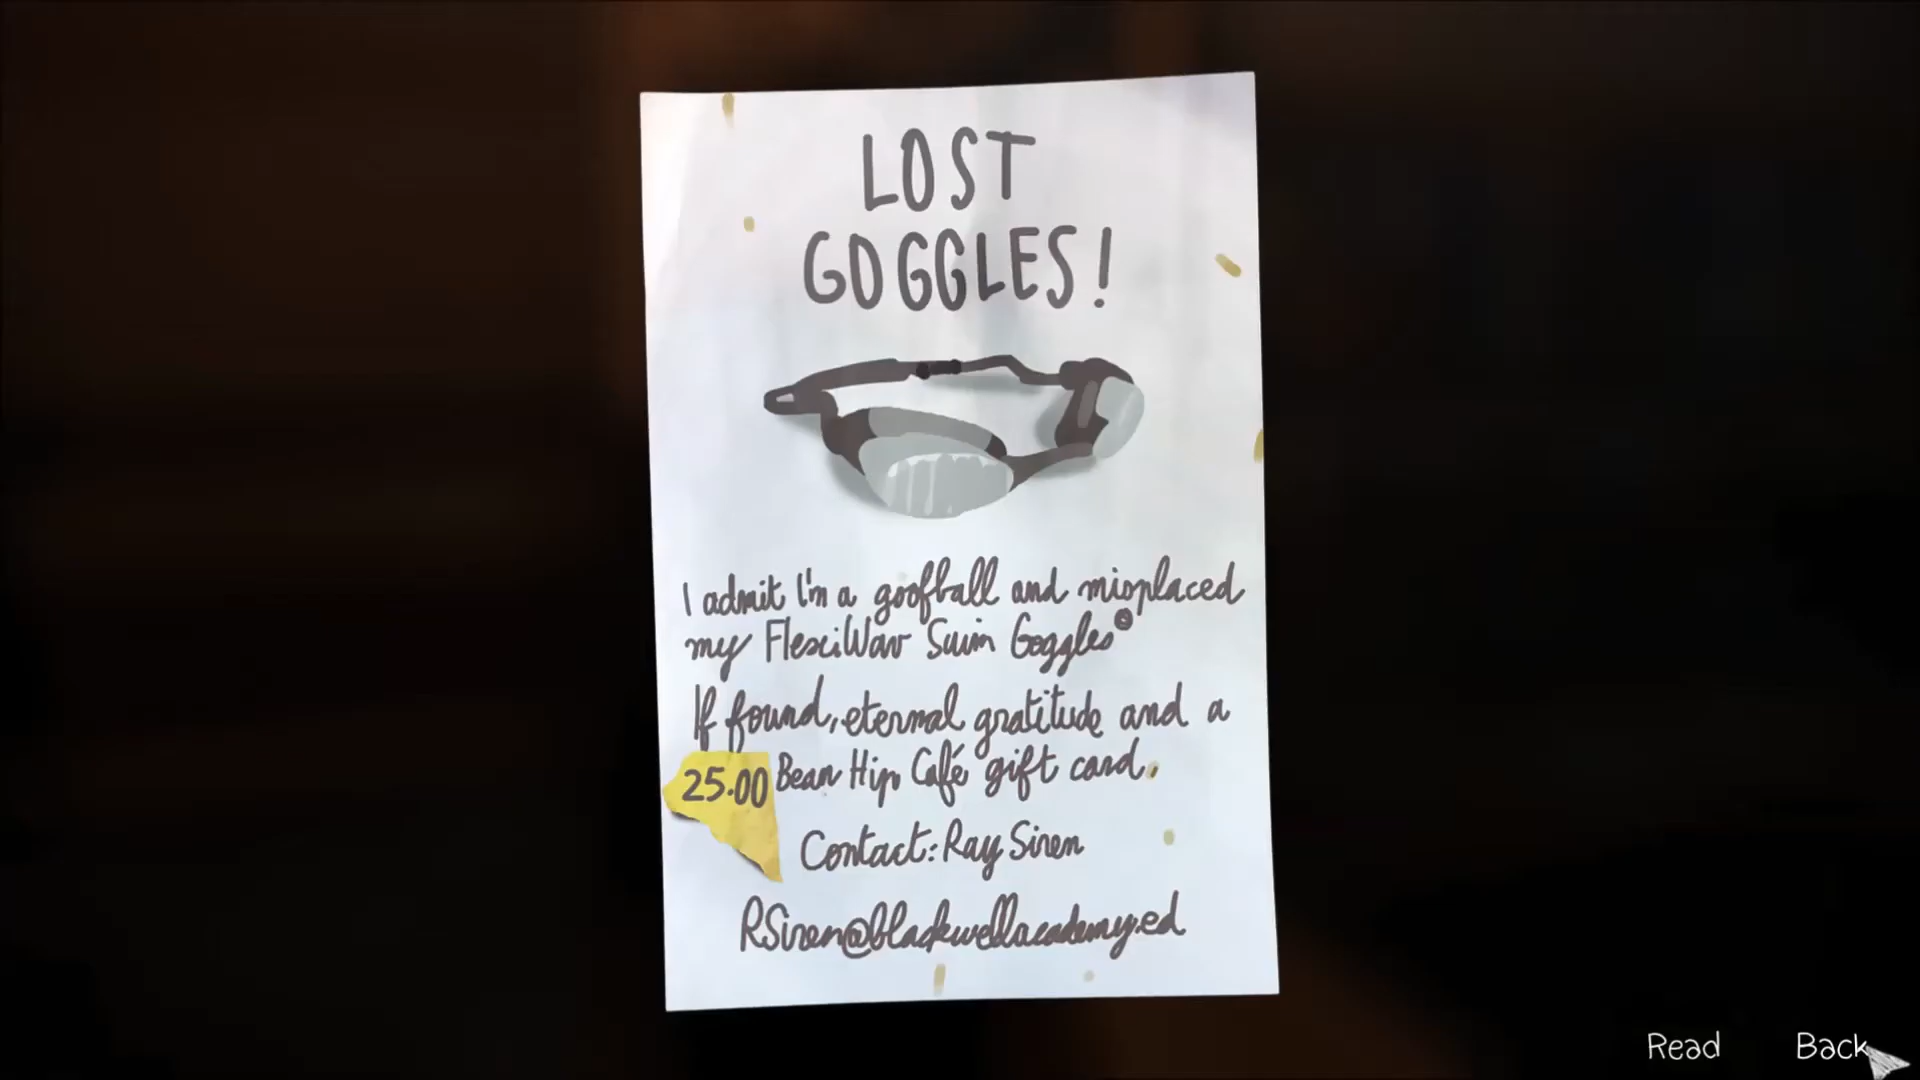 LOST
GOGGLES!
I admit I'm a goofball and misplaced
my FlexiWav Swim Goggles®
If found, eternal gratitude and a
25.00 Bean Hip Café gift card.
Contact: Ray Siren
RSiren@blackwellacademy.ed
Read Back